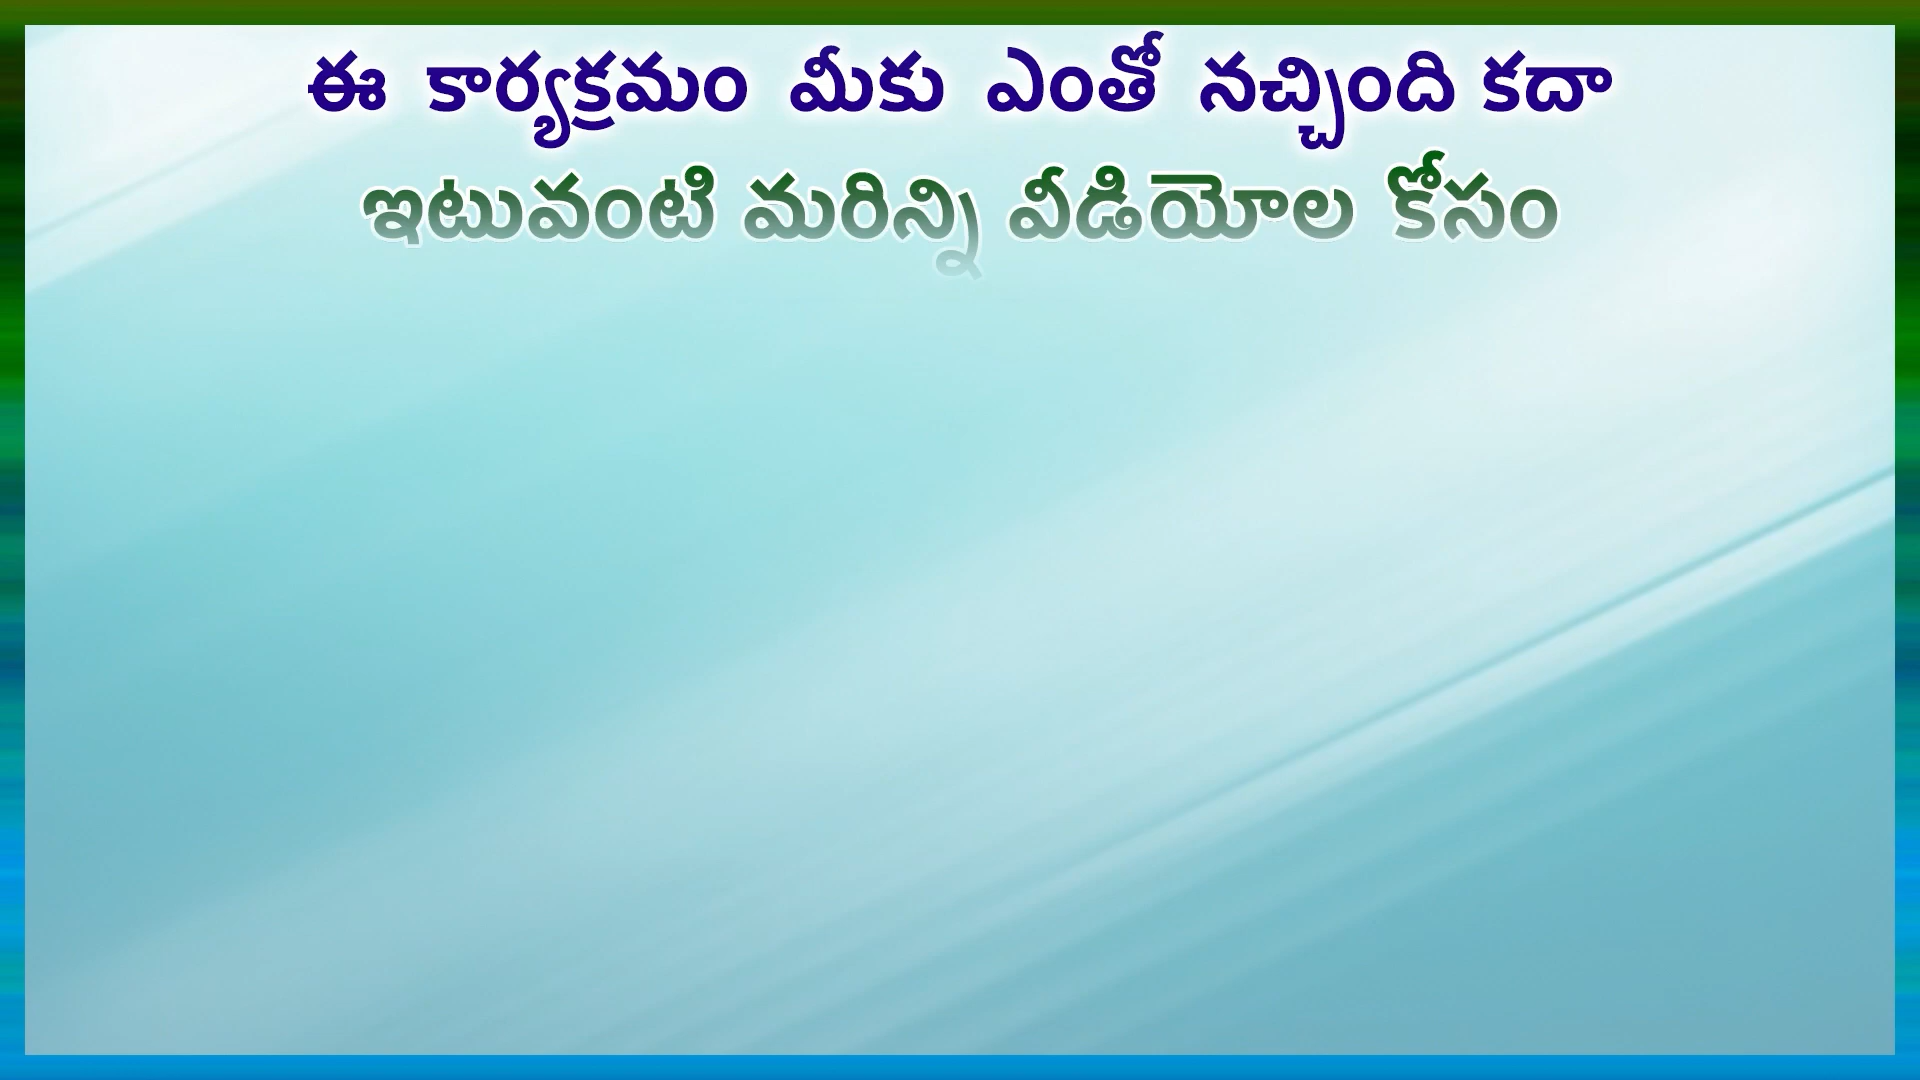 ఈ కార్యక్రమం మీకు ఎంతో నచ్చింది కదా
ఇటువంటి మరిన్ని వీడియోల కోసం